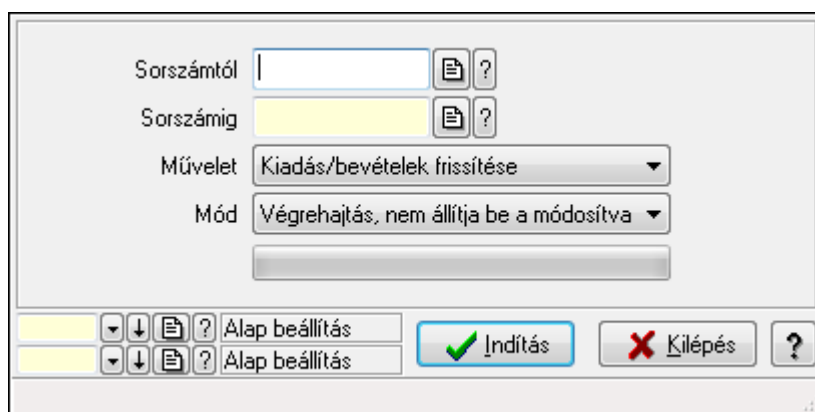 Sorszámtól ?
Sorszámig ?
Művelet Kiadás/bevételek frissítése
Mód Végrehajtás, nem állítja be a módosítva
? Alap beállítás
? Alap beállítás
Indítás Kilépés ?